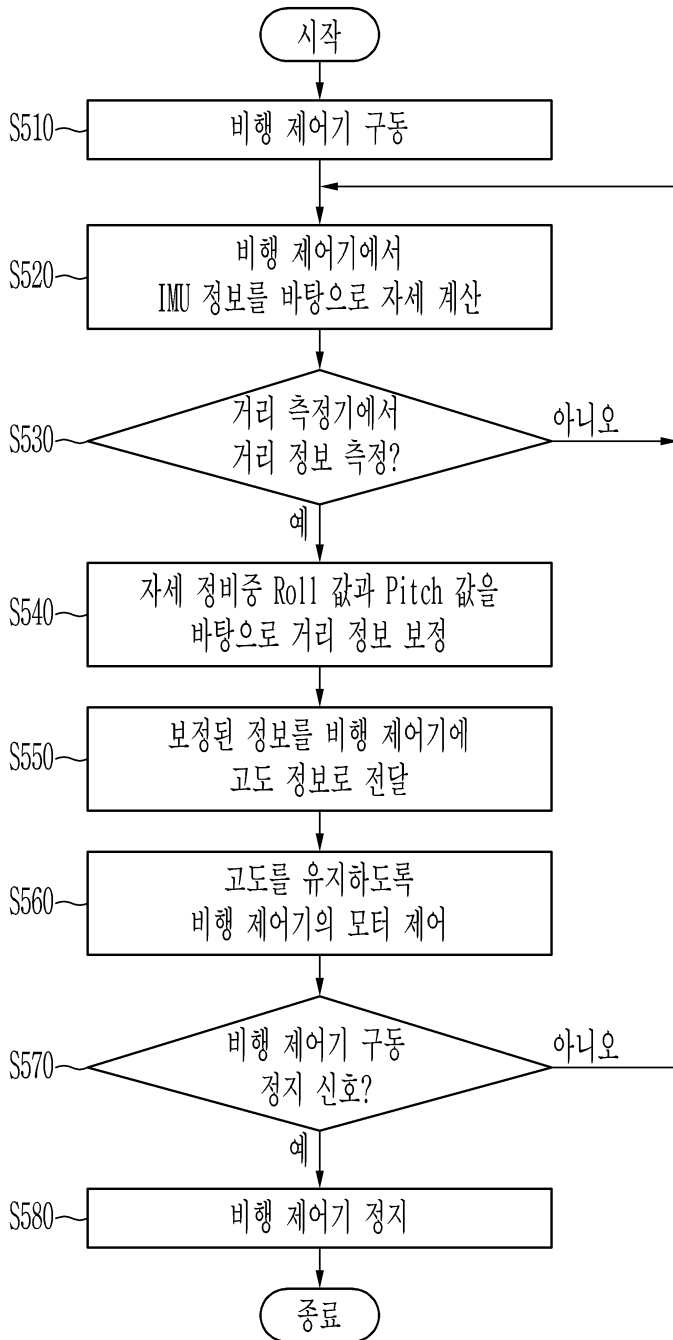 시작
S510
비행 제어기 구동
S520
비행 제어기에서
IMU 정보를 바탕으로 자세 계산
S530
거리 측정기에서
거리 정보 측정?
아니오
예
S540
자세 정비중 Roll 값과 Pitch 값을
바탕으로 거리 정보 보정
S550
보정된 정보를 비행 제어기에
고도 정보로 전달
S560
고도를 유지하도록
비행 제어기의 모터 제어
S570
비행 제어기 구동
정지 신호?
아니오
예
S580
비행 제어기 정지
종료